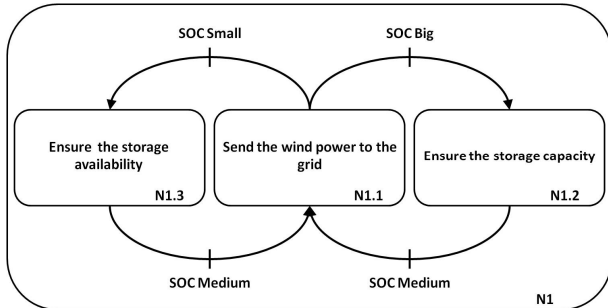 SOC Small
SOC Big
Ensure the storage
availability
N1.3
Send the wind power to the
grid
N1.1
Ensure the storage capacity
N1.2
SOC Medium
SOC Medium
N1